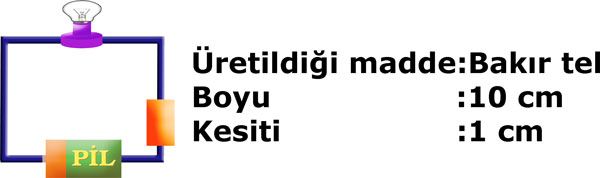 Üretildiği madde:Bakır tel
Boyu :10 cm
Kesiti :1 cm
PİL